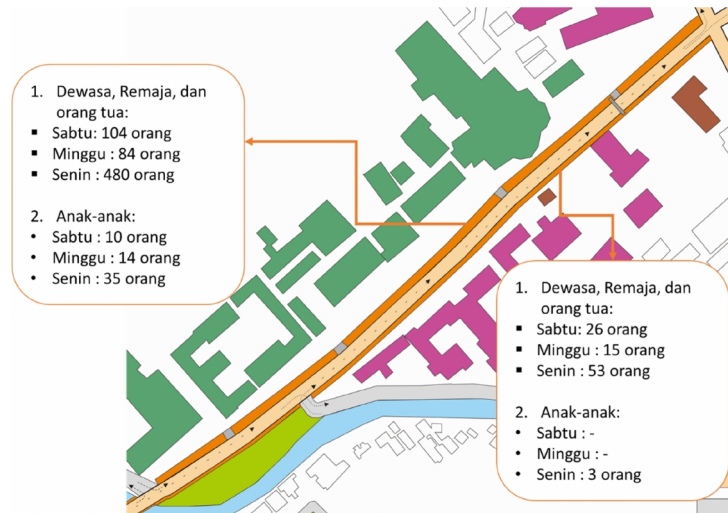 1. Dewasa, Remaja, dan
orang tua:
▪ Sabtu: 104 orang
▪ Minggu : 84 orang
▪ Senin : 480 orang
2. Anak-anak:
• Sabtu : 10 orang
• Minggu : 14 orang
• Senin : 35 orang
1. Dewasa, Remaja, dan
orang tua:
▪ Sabtu: 26 orang
▪ Minggu : 15 orang
▪ Senin : 53 orang
2. Anak-anak:
• Sabtu : -
• Minggu : -
• Senin : 3 orang